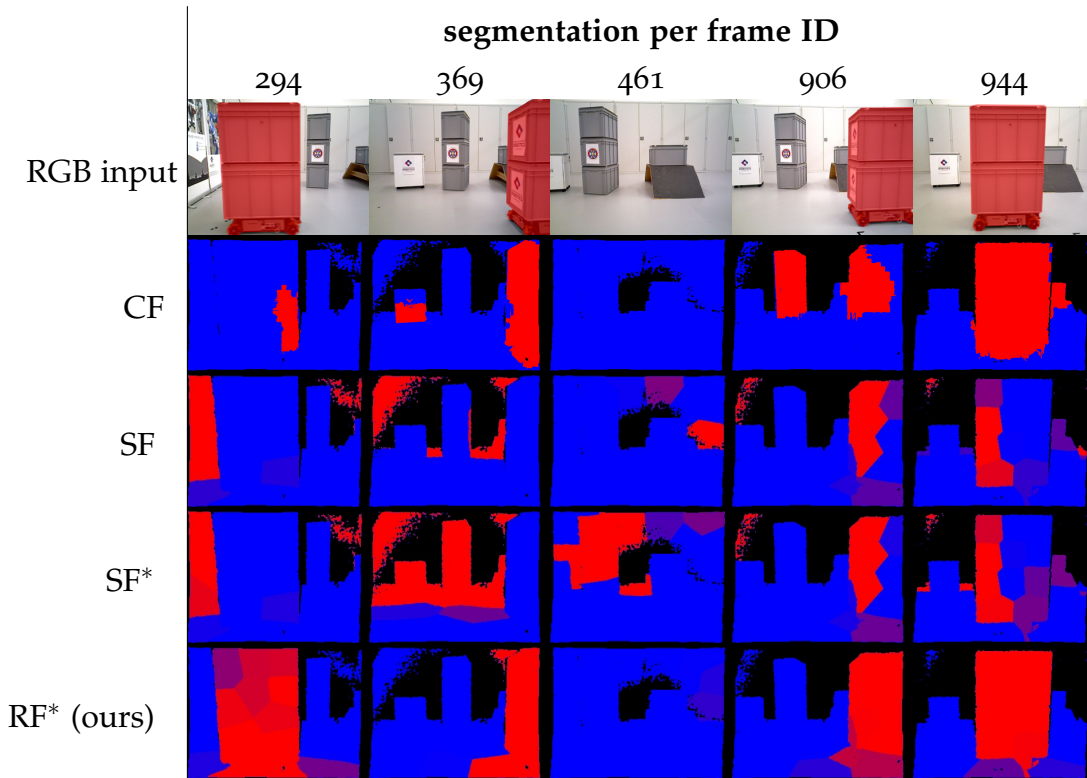 segmentation per frame ID
294 369 461 906 944
RGB input
CF
SF
SF*
RF* (ours)